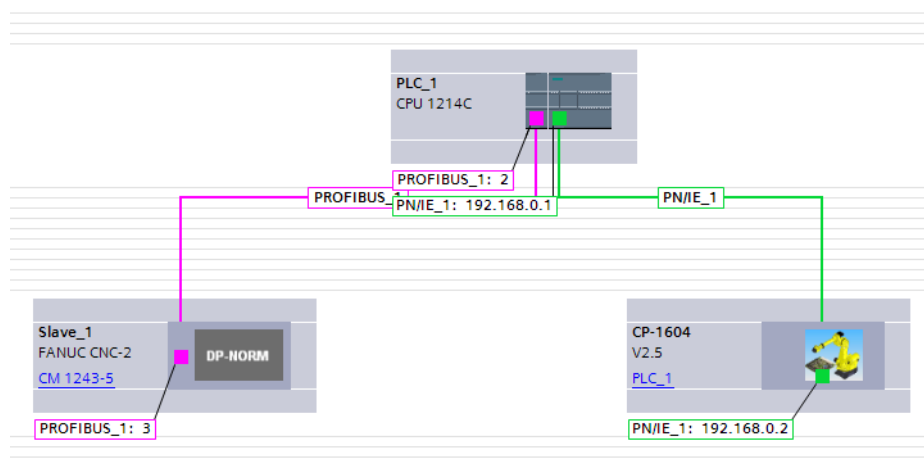 PLC_1
CPU 1214C
PROFIBUS_1: 2
PROFIBUS_1
PN/IE_1: 192.168.0.1
PN/IE_1
Slave_1
FANUC CNC-2
CM 1243-5
DP-NORM
PROFIBUS_1: 3
CP-1604
V2.5
PLC_1
PN/IE_1: 192.168.0.2